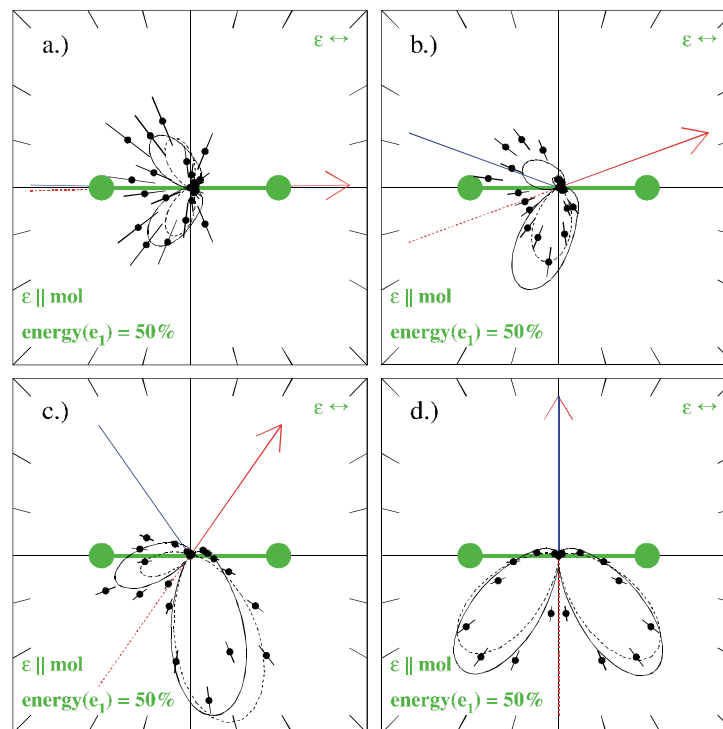 a.) ε ↔
ε || mol
energy(e₁) = 50%
b.) ε ↔
ε || mol
energy(e₁) = 50%
c.) ε ↔
ε || mol
energy(e₁) = 50%
d.) ε ↔
ε || mol
energy(e₁) = 50%